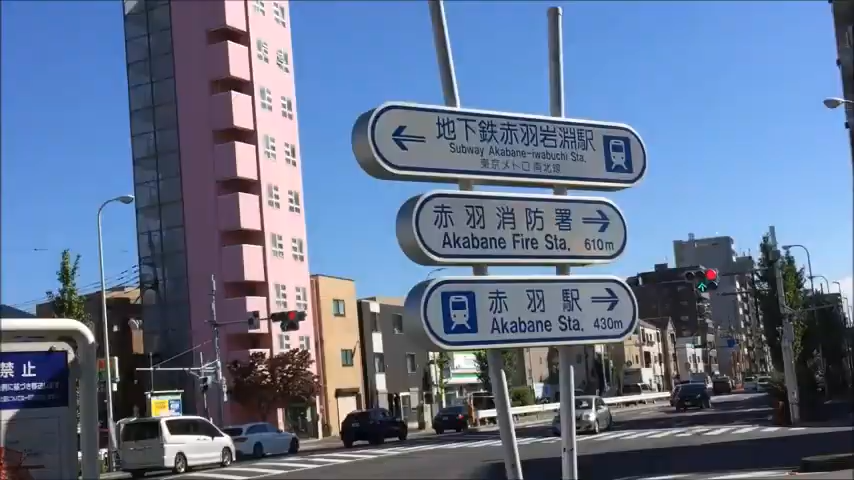 地下鉄赤羽岩淵駅
Subway Akabane-iwabuchi Sta.
東京メトロ南北線
赤羽消防署
Akabane Fire Sta. 610m
赤羽駅
Akabane Sta. 430m
禁止